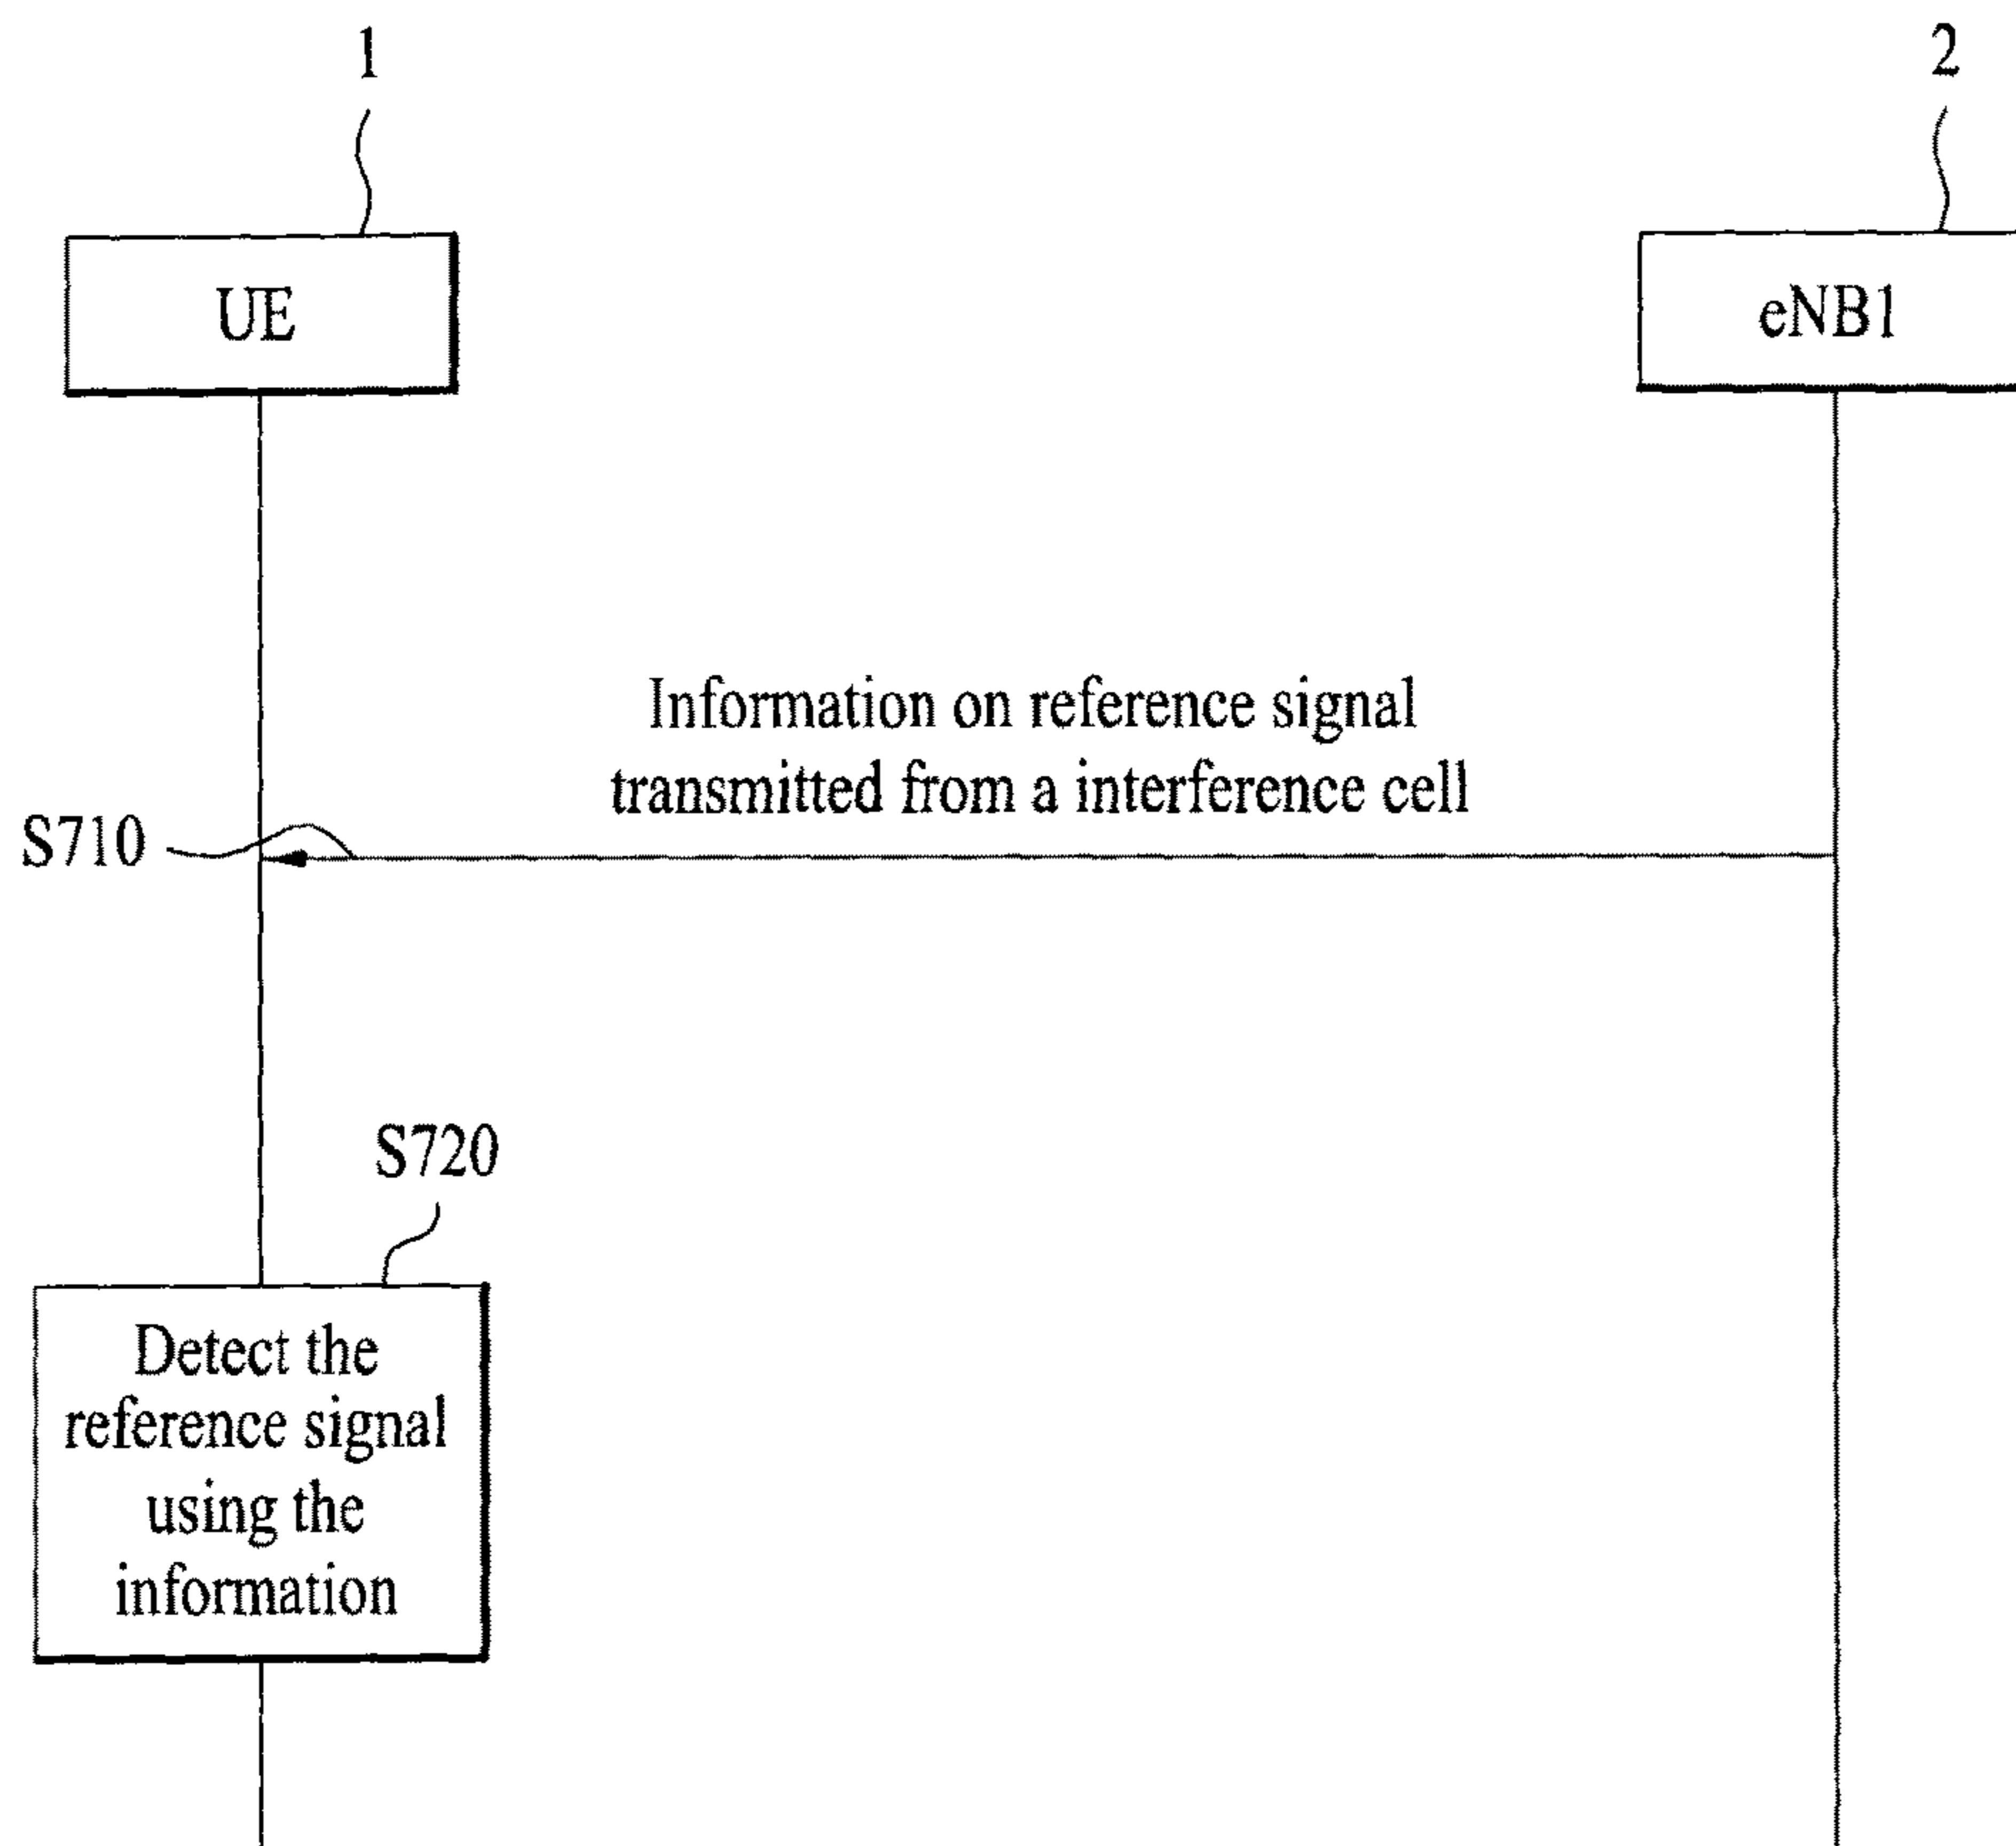 1
2
UE
eNB1
Information on reference signal
transmitted from a interference cell
S710
S720
Detect the
reference signal
using the
information